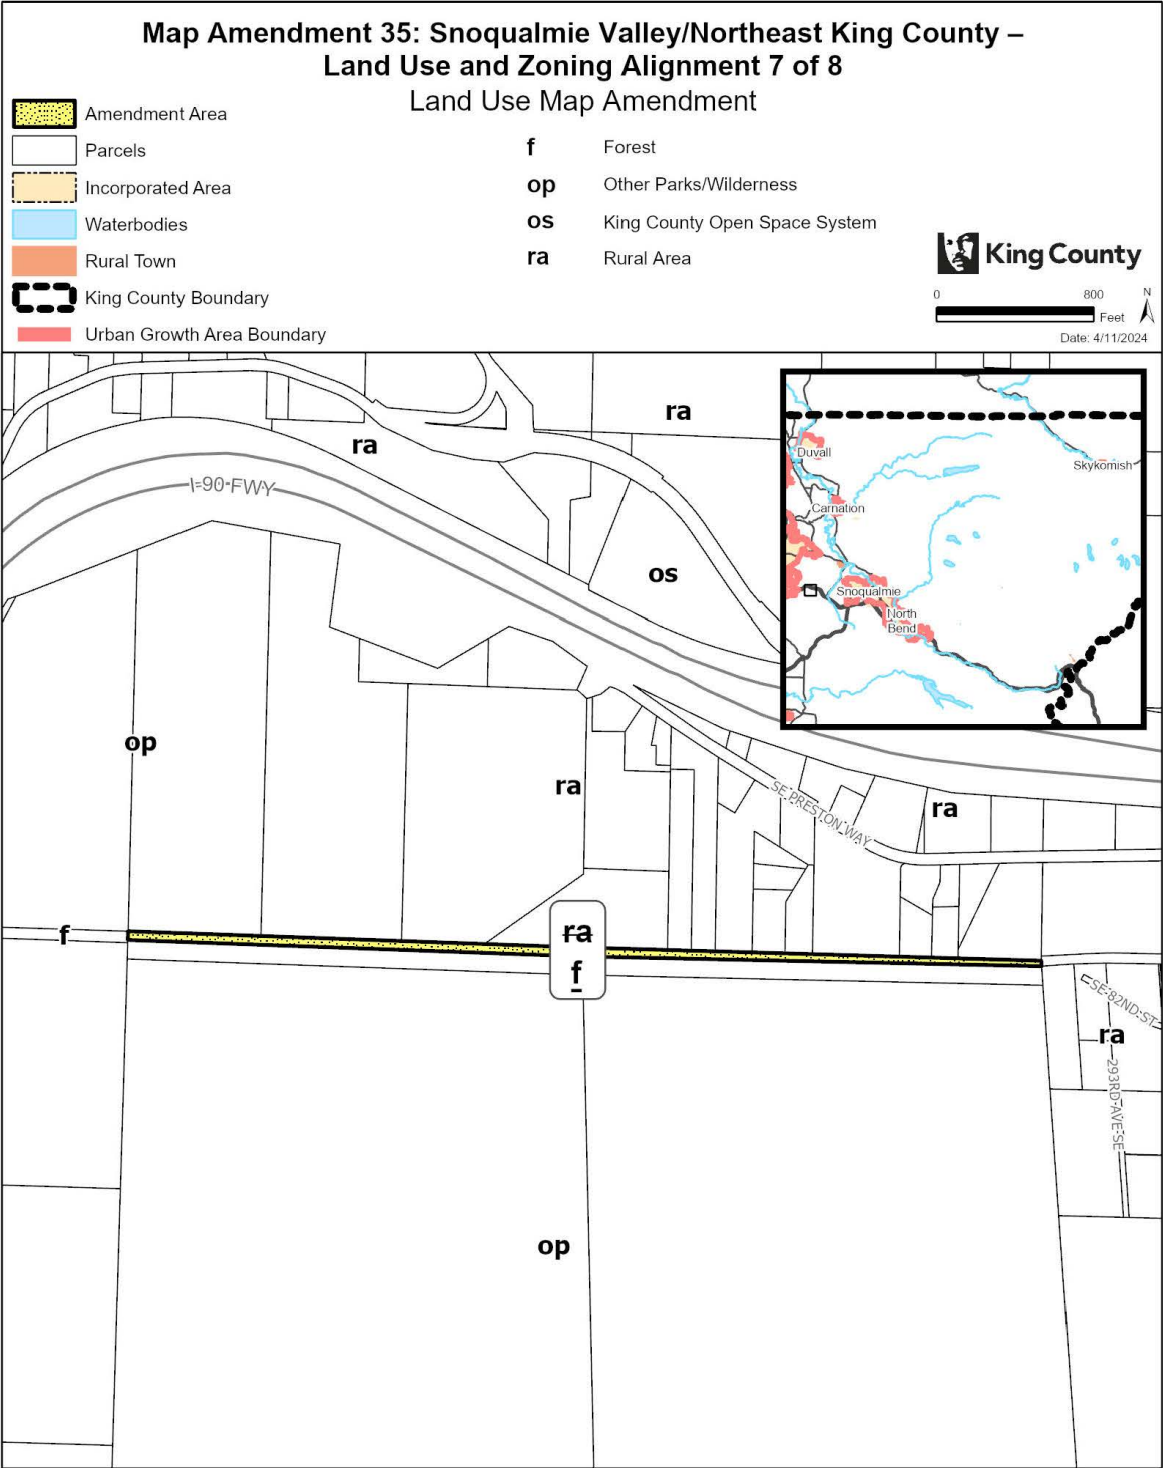 Map Amendment 35: Snoqualmie Valley/Northeast King County –
Land Use and Zoning Alignment 7 of 8
Land Use Map Amendment
Amendment Area
Parcels
Incorporated Area
Waterbodies
Rural Town
King County Boundary
Urban Growth Area Boundary
f Forest
op Other Parks/Wilderness
os King County Open Space System
ra Rural Area
King County
0 800
Feet
N
Date: 4/11/2024
ra
ra
I-90 FWY
os
Duvall
Skykomish
Carnation
Snoqualmie
North
Bend
op
ra
SE PRESTON WAY
ra
f
ra
f
SE 82ND ST
ra
293RD AVE SE
op